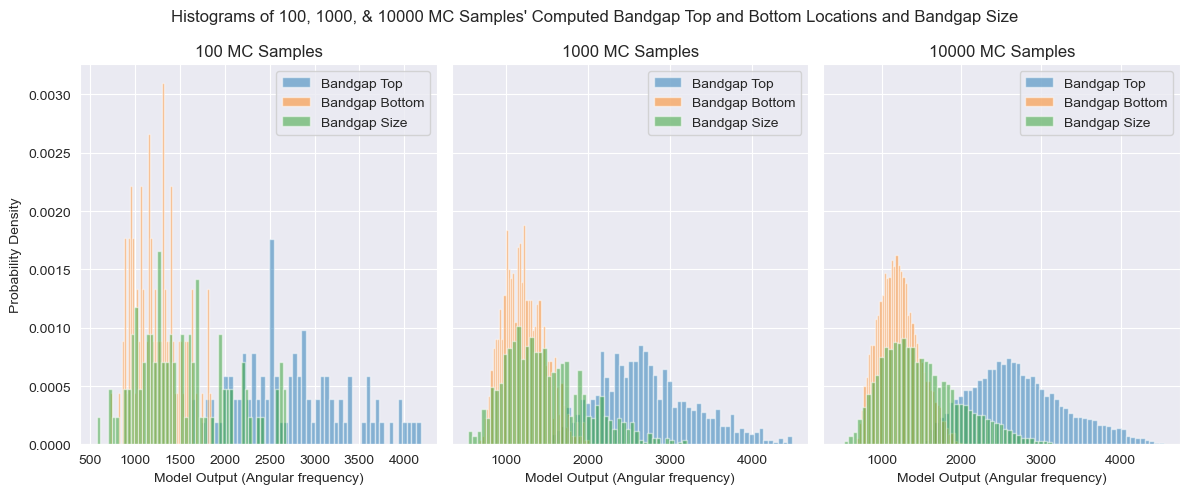 Histograms of 100, 1000, & 10000 MC Samples' Computed Bandgap Top and Bottom Locations and Bandgap Size
100 MC Samples
Bandgap Top
Bandgap Bottom
Bandgap Size
Probability Density
0.0030
0.0025
0.0020
0.0015
0.0010
0.0005
0.0000
500 1000 1500 2000 2500 3000 3500 4000
Model Output (Angular frequency)
1000 MC Samples
Bandgap Top
Bandgap Bottom
Bandgap Size
1000 2000 3000 4000
Model Output (Angular frequency)
10000 MC Samples
Bandgap Top
Bandgap Bottom
Bandgap Size
1000 2000 3000 4000
Model Output (Angular frequency)